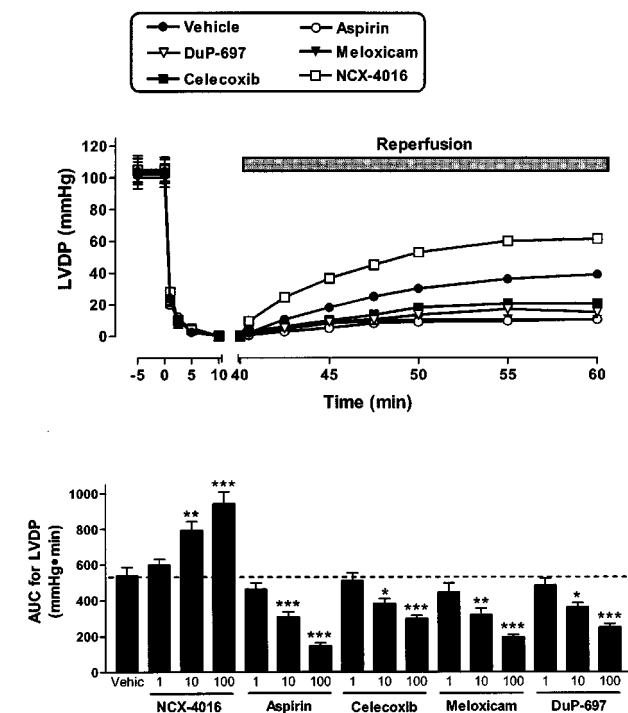 Vehicle Aspirin
DuP-697 Meloxicam
Celecoxib NCX-4016
Reperfusion
LVDP (mmHg)
120
100
80
60
40
20
0
-5 0 5 10 40 45 50 55 60
Time (min)
AUC for LVDP
(mmHg•min)
1000
800
600
400
200
0
** *** *** *** * *** ** *** * ***
Vehic 1 10 100 1 10 100 1 10 100 1 10 100 1 10 100
NCX-4016 Aspirin Celecoxib Meloxicam DuP-697